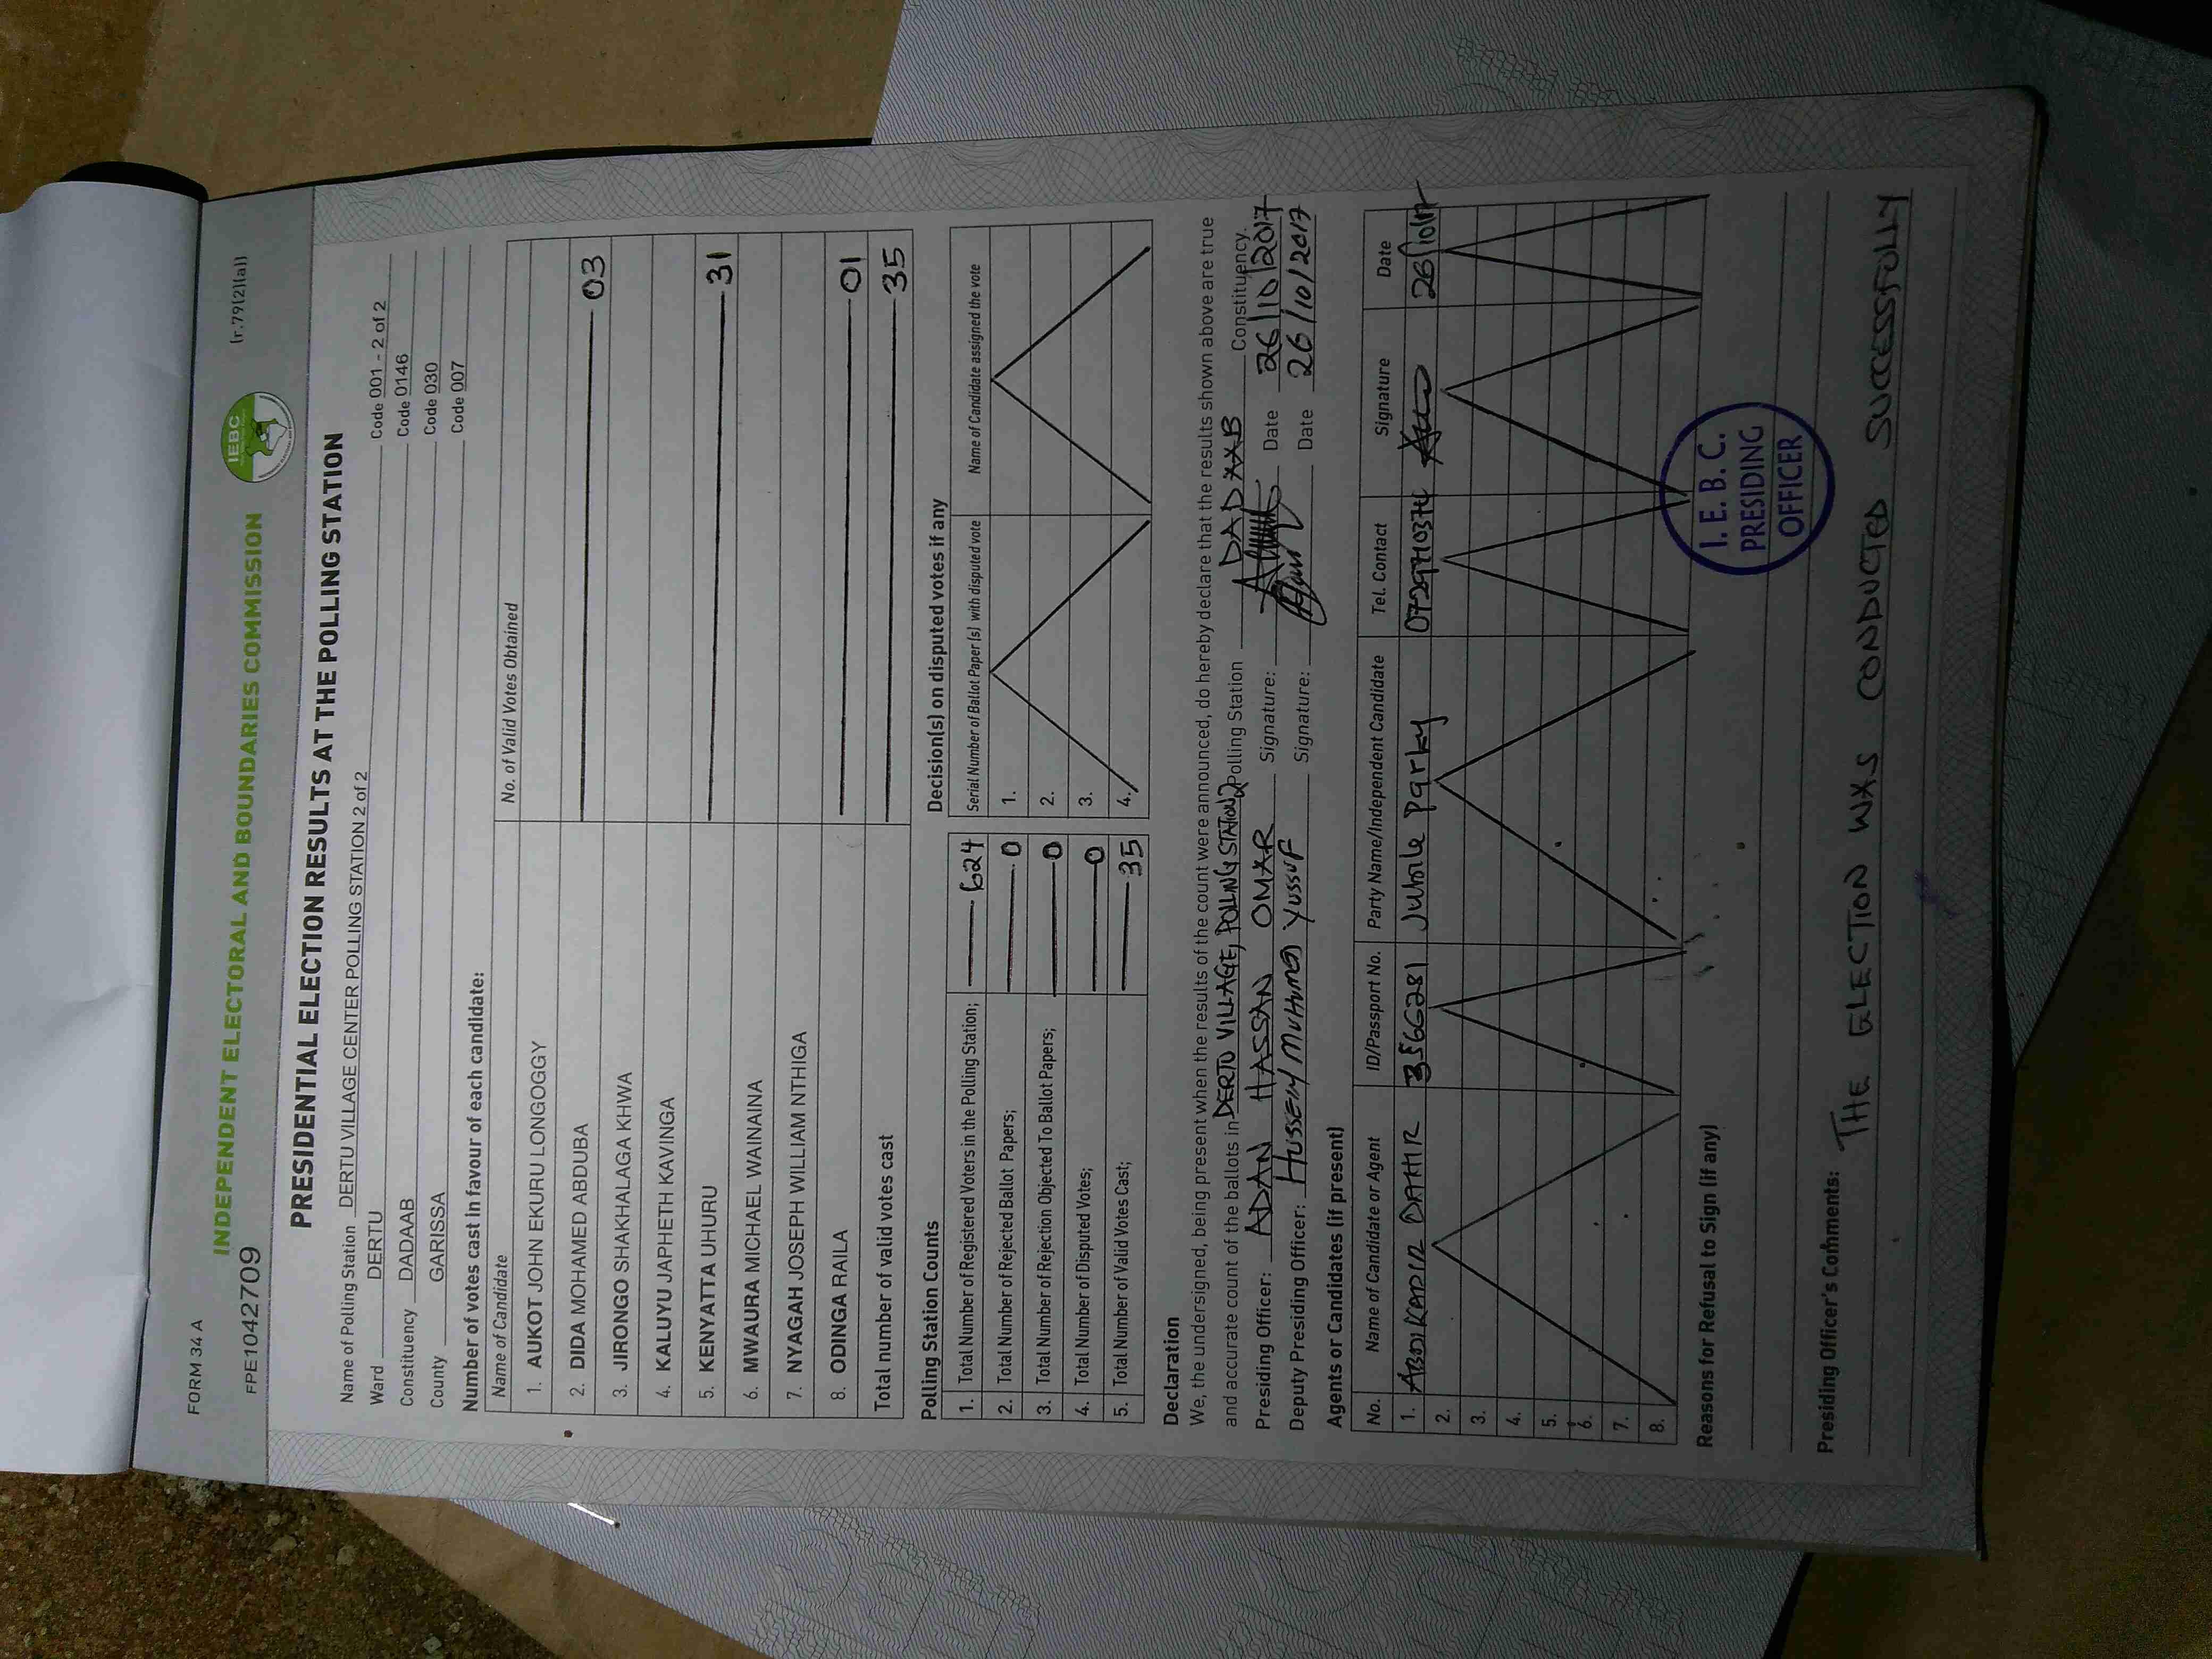 FORM 34 A
(r.79(2)(a))
INDEPENDENT ELECTORAL AND BOUNDARIES COMMISSION
IEBC
FPE1042709
PRESIDENTIAL ELECTION RESULTS AT THE POLLING STATION
Name of Polling Station DERTU VILLAGE CENTER POLLING STATION 2 of 2 Code 001 - 2 of 2
Ward DERTU Code 0146
Constituency DADAAB Code 030
County GARISSA Code 007
Number of votes cast in favour of each candidate:
Name of Candidate No. of Valid Votes Obtained
1. AUKOT JOHN EKURU LONGOGGY
2. DIDA MOHAMED ABDUBA 03
3. JIRONGO SHAKHALAGA KHWA
4. KALUYU JAPHETH KAVINGA
5. KENYATTA UHURU 31
6. MWAURA MICHAEL WAINAINA
7. NYAGAH JOSEPH WILLIAM NTHIGA
8. ODINGA RAILA 01
Total number of valid votes cast 35
Polling Station Counts
1. Total Number of Registered Voters in the Polling Station; 624
2. Total Number of Rejected Ballot Papers; 0
3. Total Number of Rejection Objected To Ballot Papers; 0
4. Total Number of Disputed Votes; 0
5. Total Number of Valid Votes Cast; 35
Decision(s) on disputed votes if any
Serial Number of Ballot Paper (s) with disputed vote Name of Candidate assigned the vote
1.
2.
3.
4.
Declaration
We, the undersigned, being present when the results of the count were announced, do hereby declare that the results shown above are true
and accurate count of the ballots in DERTU VILLAGE, POLLING STATION 2 Polling Station DADAAB Constituency.
Presiding Officer: ADAN HASSAN OMAR Signature: Date 26/10/2017
Deputy Presiding Officer: HUSSEIN MUHUMED YUSSUF Signature: Date 26/10/2017
Agents or Candidates (if present)
No. Name of Candidate or Agent ID/Passport No. Party Name/Independent Candidate Tel. Contact Signature Date
1. ABDIKADIR DAHIR Jubile Party 26/10/17
2.
3.
4.
5.
6.
7.
8.
Reasons for Refusal to Sign (if any)
I. E. B. C.
PRESIDING
OFFICER
Presiding Officer's Comments: THE ELECTION WAS CONDUCTED SUCCESSFULLY